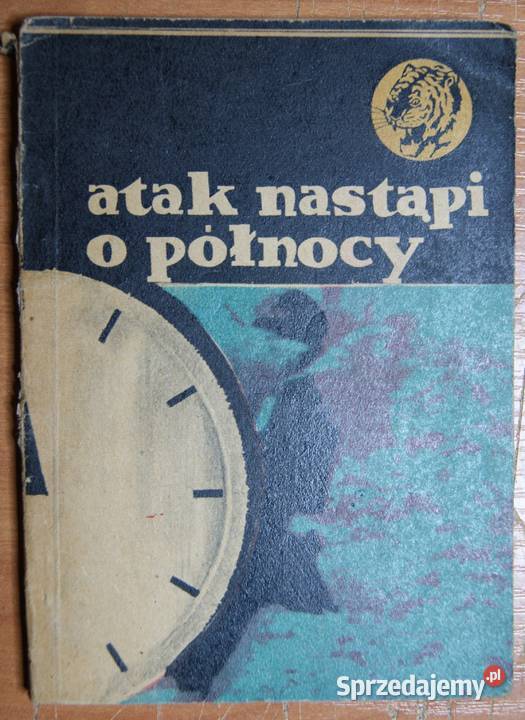 atak nastąpi
o północy
Sprzedajemy.pl